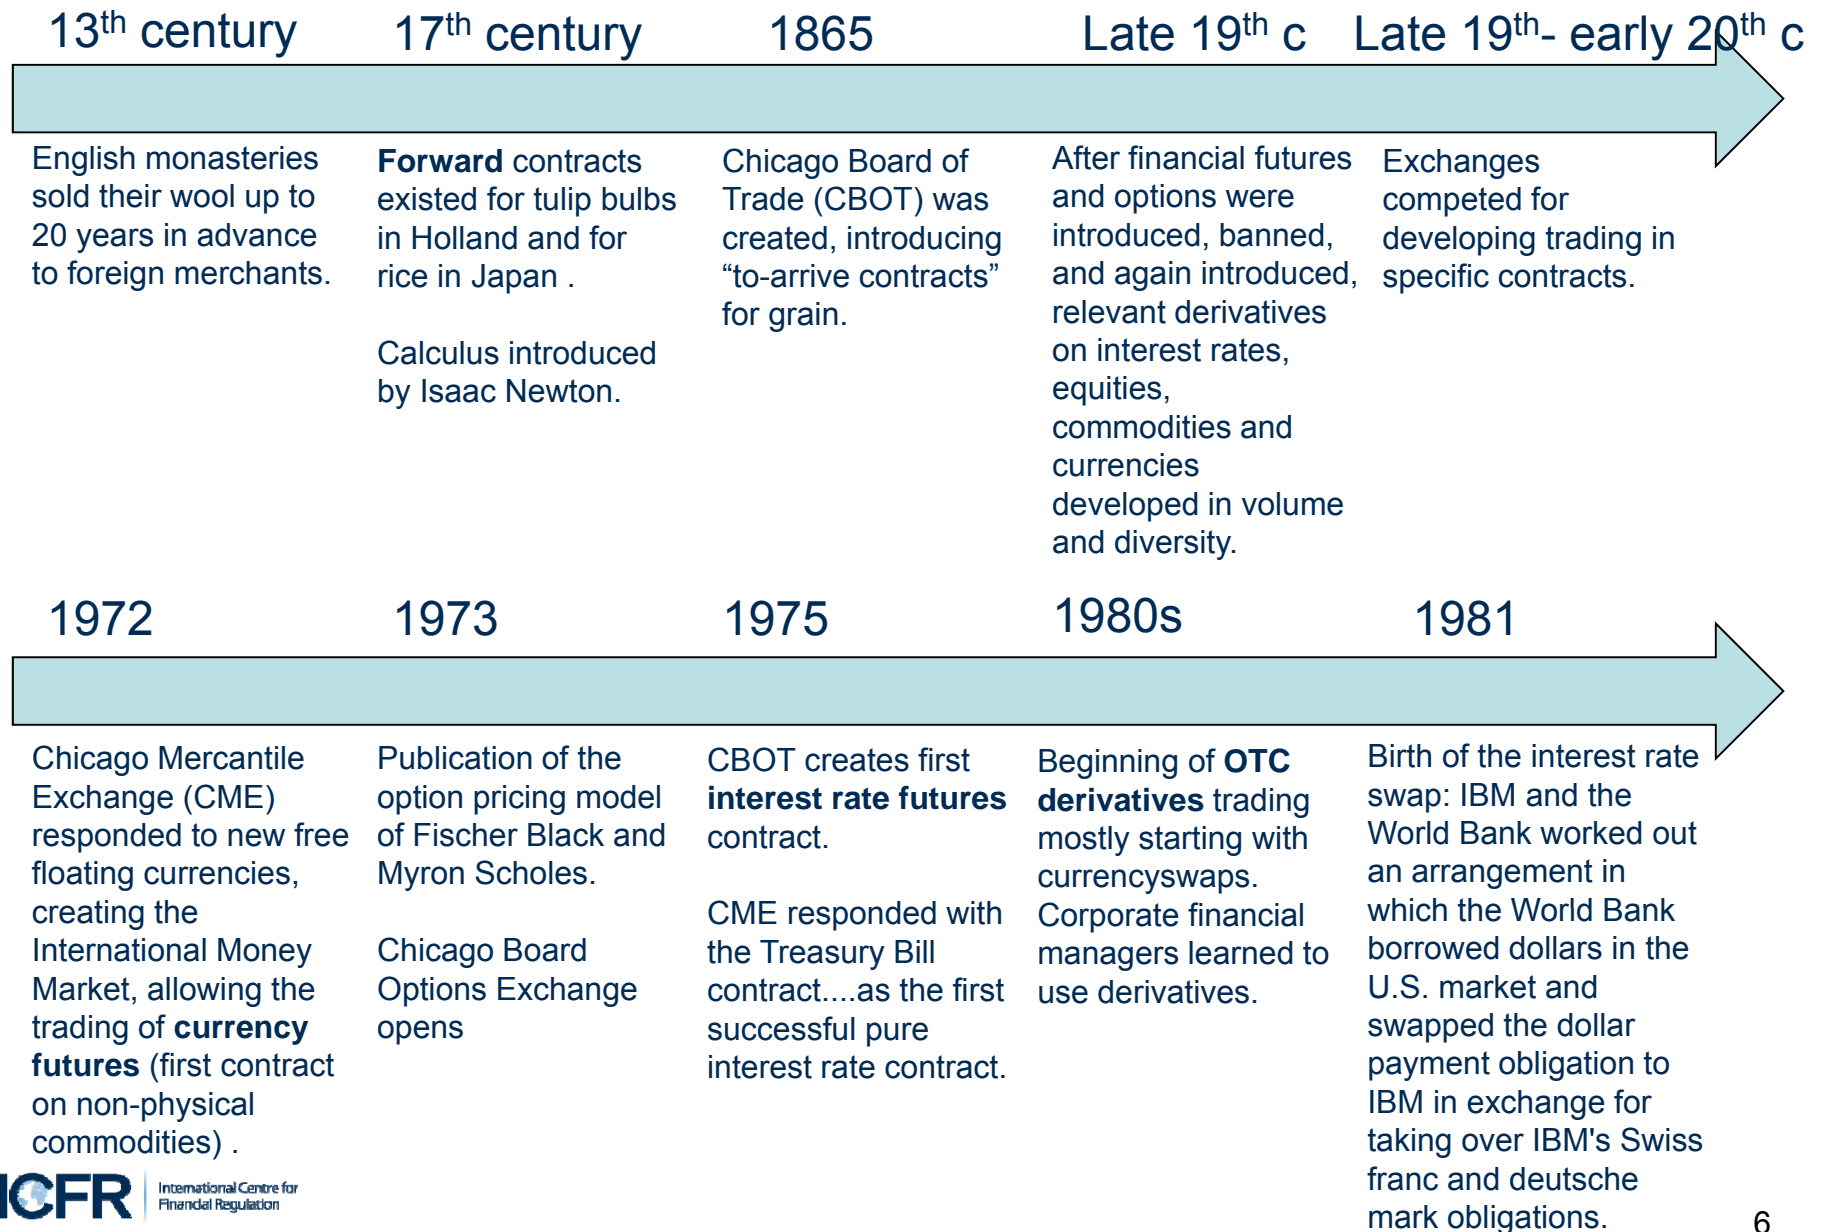 13th century
English monasteries
sold their wool up to
20 years in advance
to foreign merchants.
17th century
Forward contracts
existed for tulip bulbs
in Holland and for
rice in Japan .
Calculus introduced
by Isaac Newton.
1865
Chicago Board of
Trade (CBOT) was
created, introducing
“to-arrive contracts”
for grain.
Late 19th c
After financial futures
and options were
introduced, banned,
and again introduced,
relevant derivatives
on interest rates,
equities,
commodities and
currencies
developed in volume
and diversity.
Late 19th- early 20th c
Exchanges
competed for
developing trading in
specific contracts.
1972
Chicago Mercantile
Exchange (CME)
responded to new free
floating currencies,
creating the
International Money
Market, allowing the
trading of currency
futures (first contract
on non-physical
commodities) .
1973
Publication of the
option pricing model
of Fischer Black and
Myron Scholes.
Chicago Board
Options Exchange
opens
1975
CBOT creates first
interest rate futures
contract.
CME responded with
the Treasury Bill
contract....as the first
successful pure
interest rate contract.
1980s
Beginning of OTC
derivatives trading
mostly starting with
currencyswaps.
Corporate financial
managers learned to
use derivatives.
1981
Birth of the interest rate
swap: IBM and the
World Bank worked out
an arrangement in
which the World Bank
borrowed dollars in the
U.S. market and
swapped the dollar
payment obligation to
IBM in exchange for
taking over IBM's Swiss
franc and deutsche
mark obligations.
ICFR
International Centre for
Financial Regulation
6